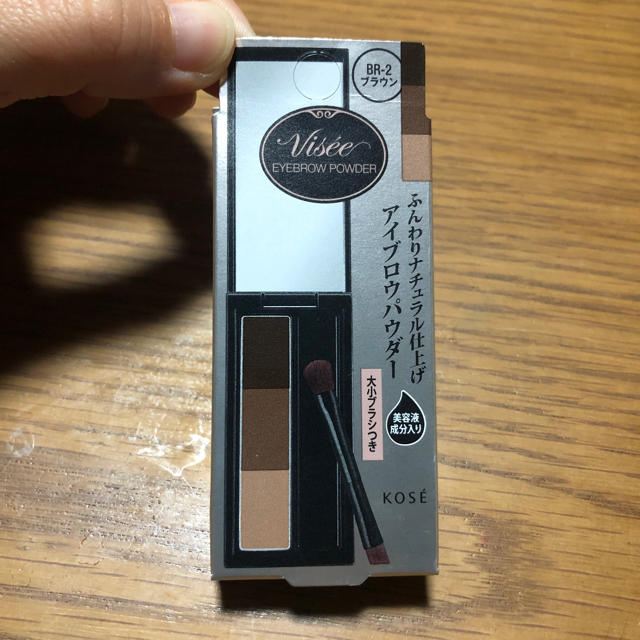 BR-2
ブラウン
Visée
EYEBROW POWDER
ふんわりナチュラル仕上げ
アイブロウパウダー
大小ブラシつき
美容液
成分入り
KOSÉ